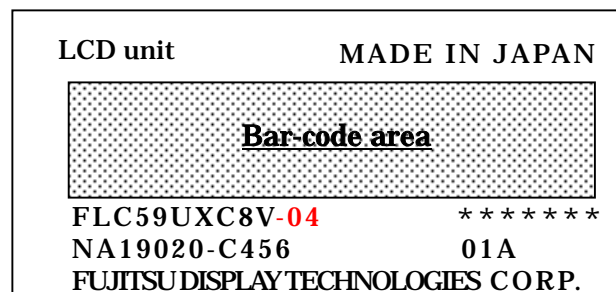 LCD unit MADE IN JAPAN
Bar-code area
FLC59UXC8V-04 *******
NA19020-C456 01A
FUJITSU DISPLAY TECHNOLOGIES CORP.